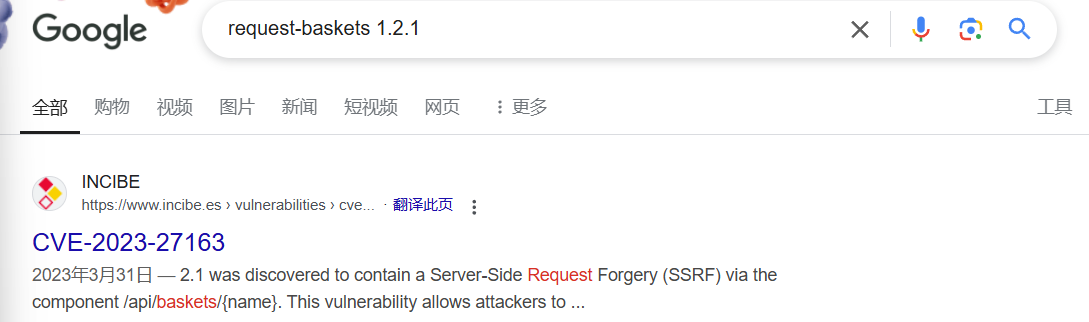 Google
request-baskets 1.2.1
全部 购物 视频 图片 新闻 短视频 网页 更多 工具
INCIBE
https://www.incibe.es › vulnerabilities › cve... · 翻译此页
CVE-2023-27163
2023年3月31日 — 2.1 was discovered to contain a Server-Side Request Forgery (SSRF) via the
component /api/baskets/{name}. This vulnerability allows attackers to ...